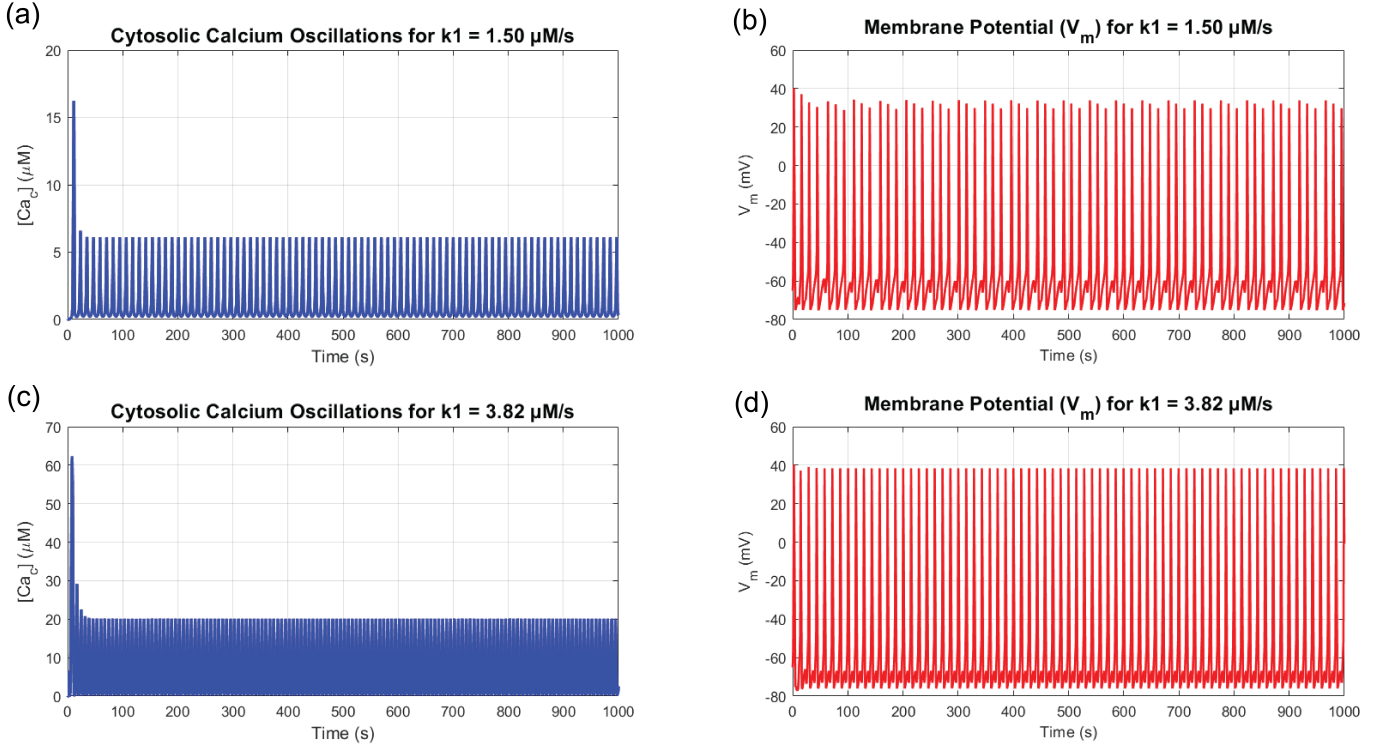 (a)
Cytosolic Calcium Oscillations for k1 = 1.50 µM/s
20
15
10
5
0
[Ca_c] (µM)
0 100 200 300 400 500 600 700 800 900 1000
Time (s)
(b)
Membrane Potential (V_m) for k1 = 1.50 µM/s
60
40
20
0
-20
-40
-60
-80
V_m (mV)
0 100 200 300 400 500 600 700 800 900 1000
Time (s)
(c)
Cytosolic Calcium Oscillations for k1 = 3.82 µM/s
70
60
50
40
30
20
10
0
[Ca_c] (µM)
0 100 200 300 400 500 600 700 800 900 1000
Time (s)
(d)
Membrane Potential (V_m) for k1 = 3.82 µM/s
60
40
20
0
-20
-40
-60
-80
V_m (mV)
0 100 200 300 400 500 600 700 800 900 1000
Time (s)